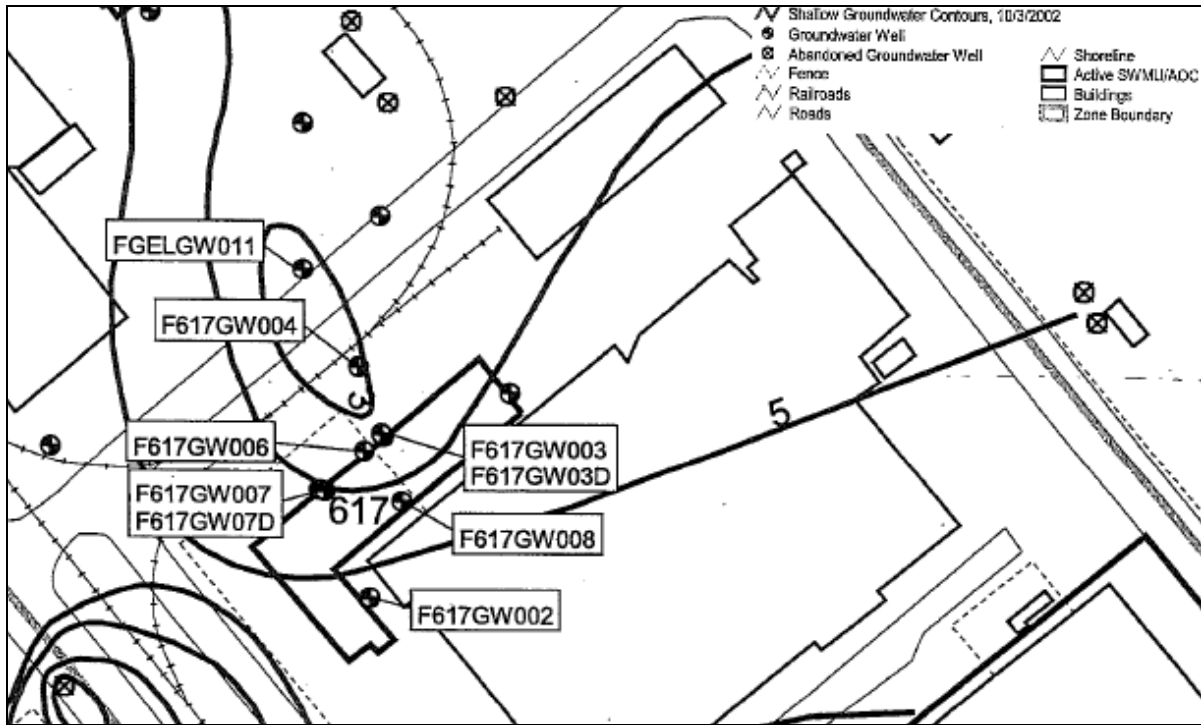 Shallow Groundwater Contours, 10/3/2002
Groundwater Well
Abandoned Groundwater Well
Fence
Railroads
Roads
Shoreline
Active SWMU/AOC
Buildings
Zone Boundary
FGELGW011
F617GW004
3
5
F617GW006
F617GW003
F617GW03D
F617GW007
F617GW07D
617
F617GW008
F617GW002